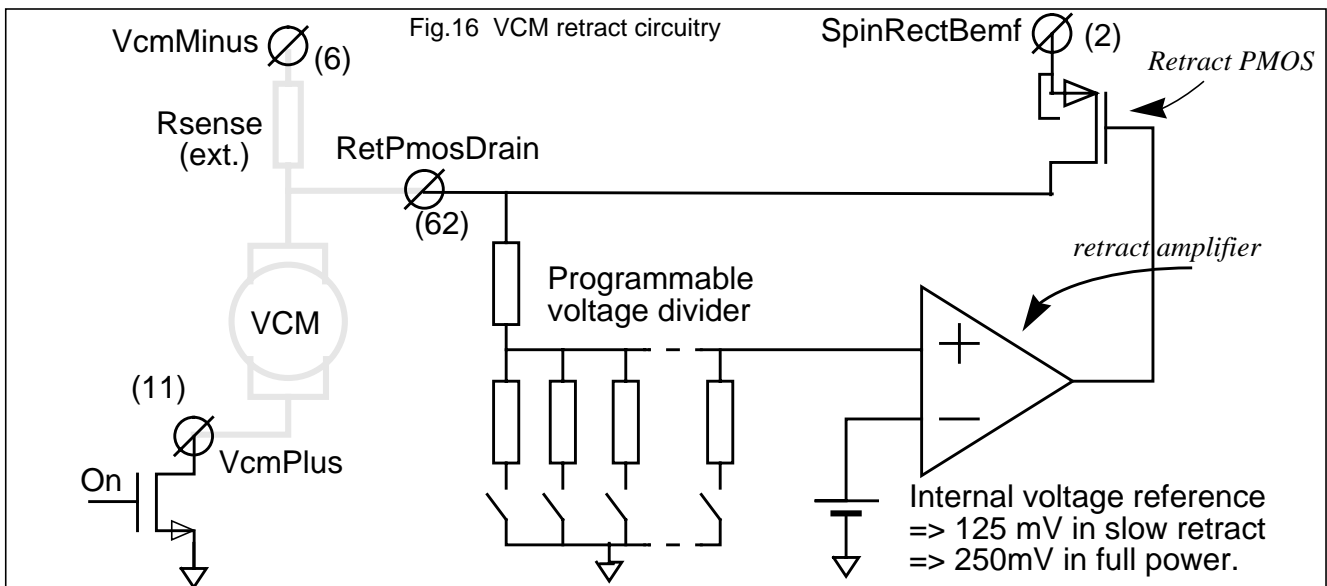 Fig.16 VCM retract circuitry
VcmMinus
(6)
SpinRectBemf
(2)
Retract PMOS
Rsense
(ext.)
RetPmosDrain
(62)
retract amplifier
Programmable
voltage divider
VCM
(11)
VcmPlus
On
+
−
Internal voltage reference
=> 125 mV in slow retract
=> 250mV in full power.